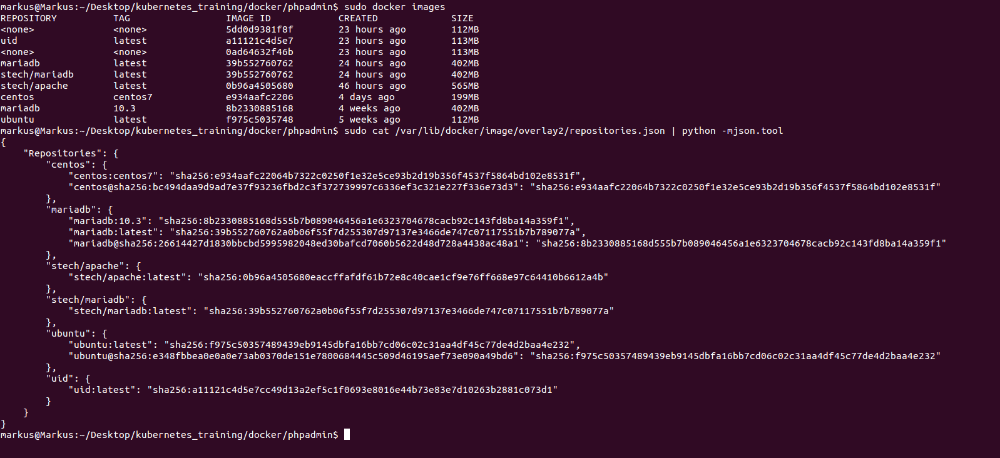 markus@Markus:~/Desktop/kubernetes_training/docker/phpadmin$ sudo docker images
REPOSITORY          TAG                 IMAGE ID            CREATED             SIZE
<none>              <none>              5dd0d9381f8f        23 hours ago        112MB
uid                 latest              a11121c4d5e7        23 hours ago        113MB
<none>              <none>              0ad64632f46b        23 hours ago        113MB
mariadb             latest              39b552760762        24 hours ago        402MB
stech/mariadb       latest              39b552760762        24 hours ago        402MB
stech/apache        latest              0b96a4505680        46 hours ago        565MB
centos              centos7             e934aafc2206        4 days ago          199MB
mariadb             10.3                8b2330885168        4 weeks ago         402MB
ubuntu              latest              f975c5035748        5 weeks ago         112MB
markus@Markus:~/Desktop/kubernetes_training/docker/phpadmin$ sudo cat /var/lib/docker/image/overlay2/repositories.json | python -mjson.tool
{
    "Repositories": {
        "centos": {
            "centos:centos7": "sha256:e934aafc22064b7322c0250f1e32e5ce93b2d19b356f4537f5864bd102e8531f",
            "centos@sha256:bc494daa9d9ad7e37f93236fbd2c3f372739997c6336ef3c321e227f336e73d3": "sha256:e934aafc22064b7322c0250f1e32e5ce93b2d19b356f4537f5864bd102e8531f"
        },
        "mariadb": {
            "mariadb:10.3": "sha256:8b2330885168d555b7b089046456a1e6323704678cacb92c143fd8ba14a359f1",
            "mariadb:latest": "sha256:39b552760762a0b06f55f7d255307d97137e3466de747c07117551b7b789077a",
            "mariadb@sha256:26614427d1830bbcbd5995982048ed30bafcd7060b5622d48d728a4438ac48a1": "sha256:8b2330885168d555b7b089046456a1e6323704678cacb92c143fd8ba14a359f1"
        },
        "stech/apache": {
            "stech/apache:latest": "sha256:0b96a4505680eaccffafdf61b72e8c40cae1cf9e76ff668e97c64410b6612a4b"
        },
        "stech/mariadb": {
            "stech/mariadb:latest": "sha256:39b552760762a0b06f55f7d255307d97137e3466de747c07117551b7b789077a"
        },
        "ubuntu": {
            "ubuntu:latest": "sha256:f975c50357489439eb9145dbfa16bb7cd06c02c31aa4df45c77de4d2baa4e232",
            "ubuntu@sha256:e348fbbea0e0a0e73ab0370de151e7800684445c509d46195aef73e090a49bd6": "sha256:f975c50357489439eb9145dbfa16bb7cd06c02c31aa4df45c77de4d2baa4e232"
        },
        "uid": {
            "uid:latest": "sha256:a11121c4d5e7cc49d13a2ef5c1f0693e8016e44b73e83e7d10263b2881c073d1"
        }
    }
}
markus@Markus:~/Desktop/kubernetes_training/docker/phpadmin$